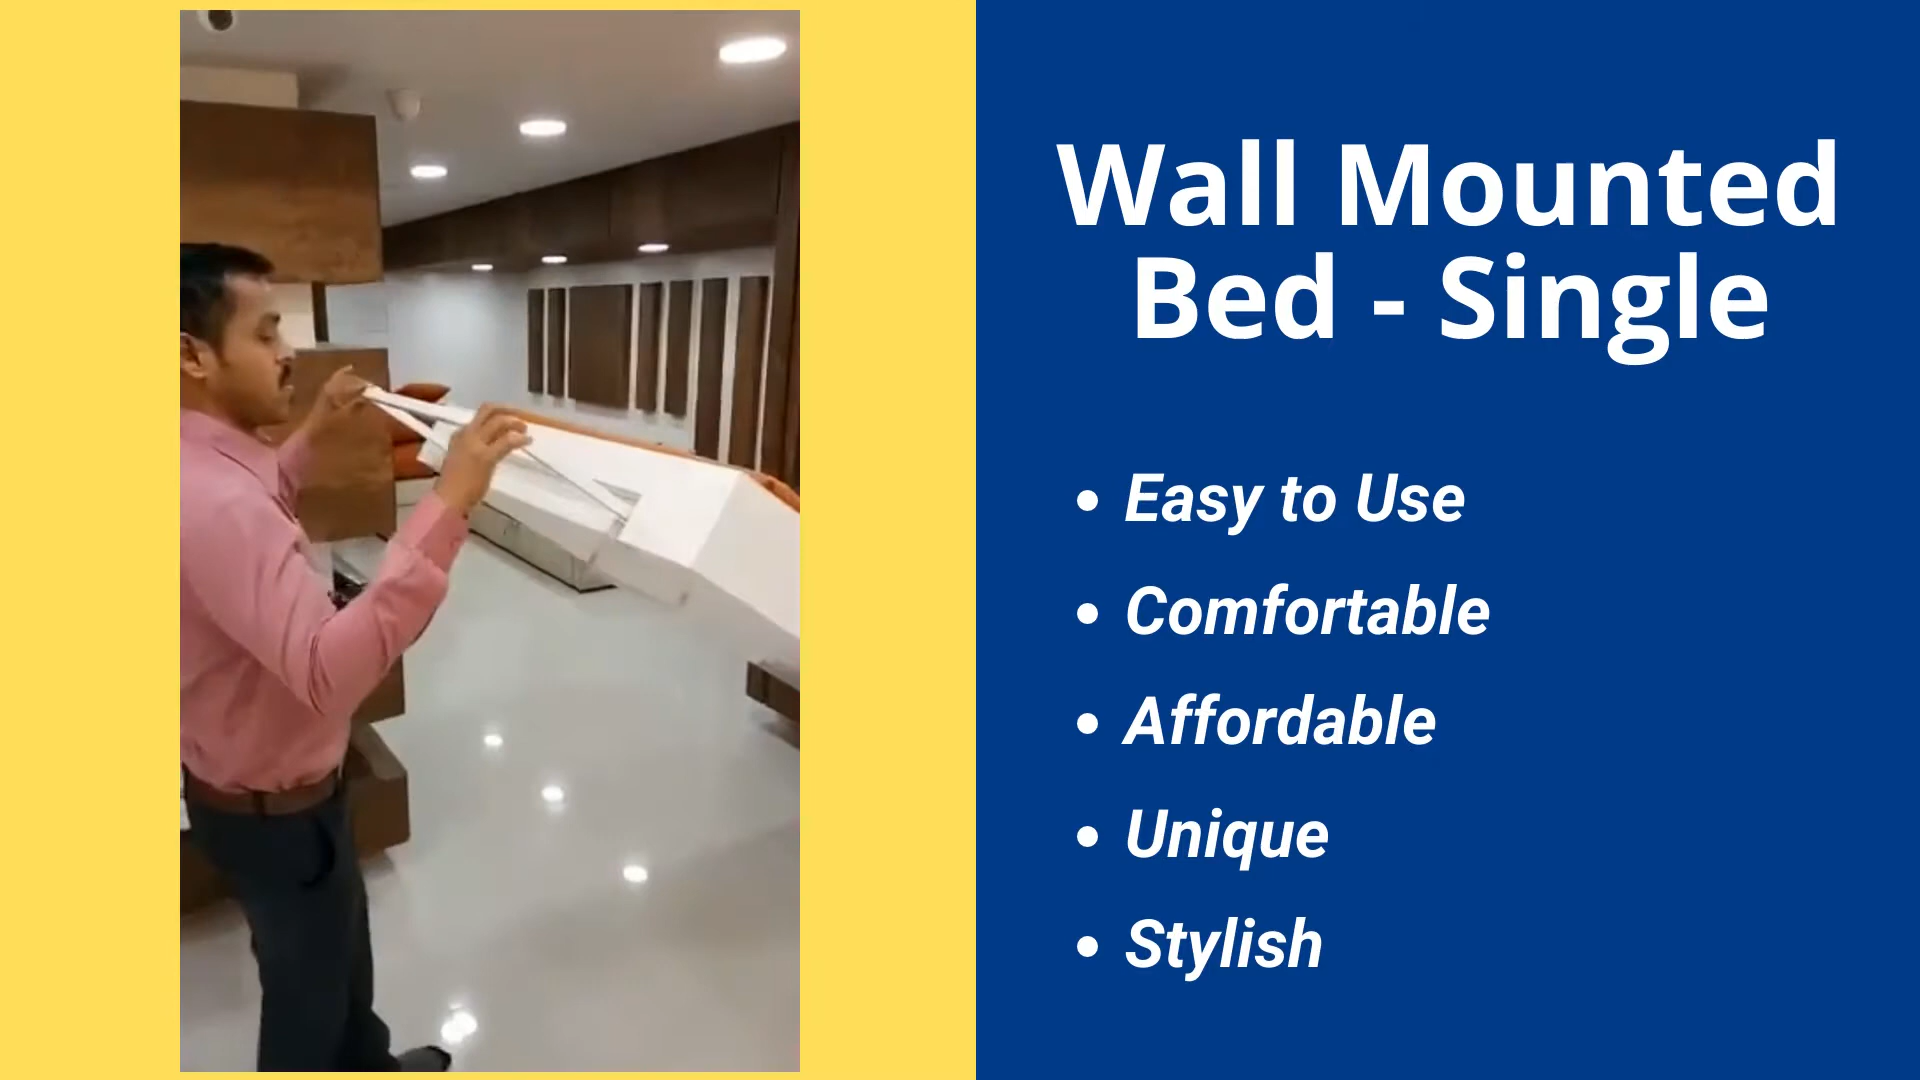 Wall Mounted
Bed - Single
• Easy to Use
• Comfortable
• Affordable
• Unique
• Stylish